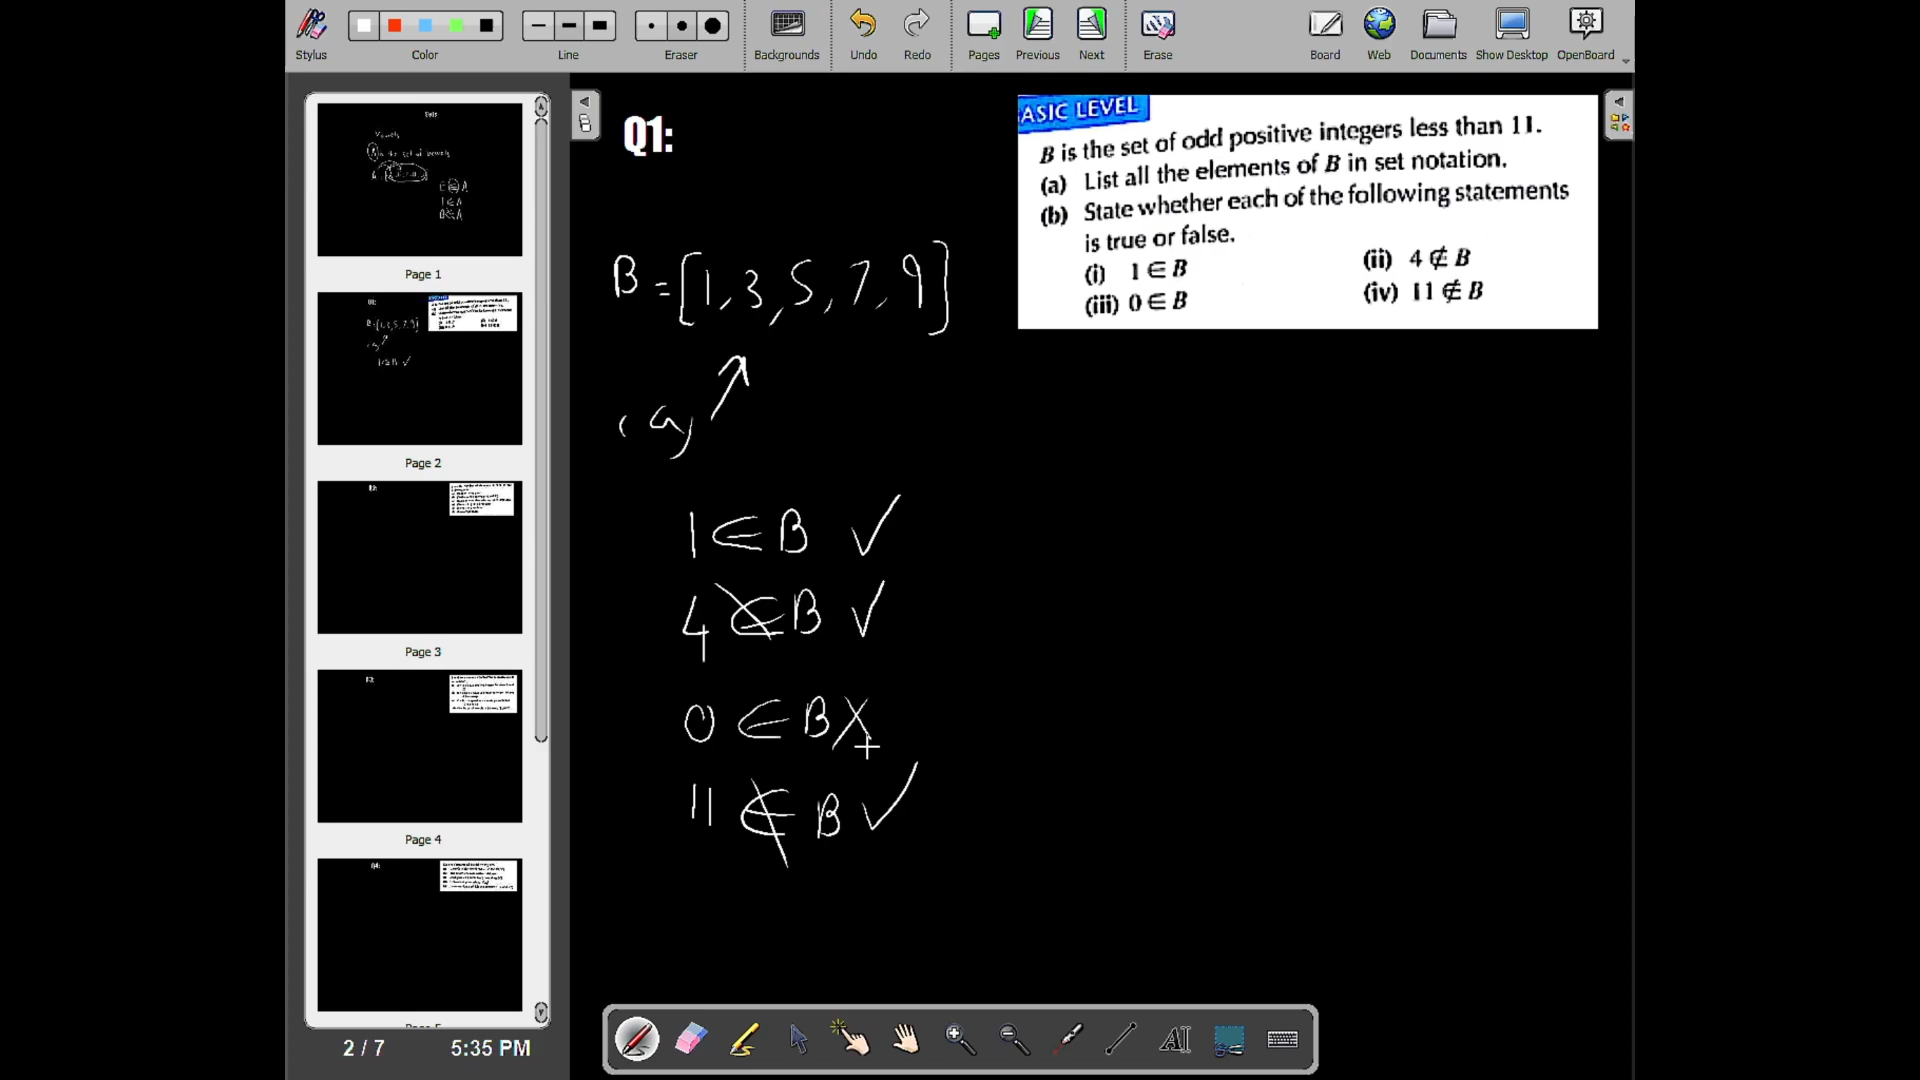 Stylus
Color
Line
Eraser
Backgrounds
Undo
Redo
Pages
Previous
Next
Erase
Board
Web
Documents
Show Desktop
OpenBoard
Page 1
Page 2
Page 3
Page 4
2 / 7
5:35 PM
Q1:
B = [1, 3, 5, 7, 9]
(a)
1 ∈ B ✓
4 ∉ B ✓
0 ∈ B X
11 ∉ B ✓
ASIC LEVEL
B is the set of odd positive integers less than 11.
(a) List all the elements of B in set notation.
(b) State whether each of the following statements
is true or false.
(i) 1 ∈ B (ii) 4 ∉ B
(iii) 0 ∈ B (iv) 11 ∉ B